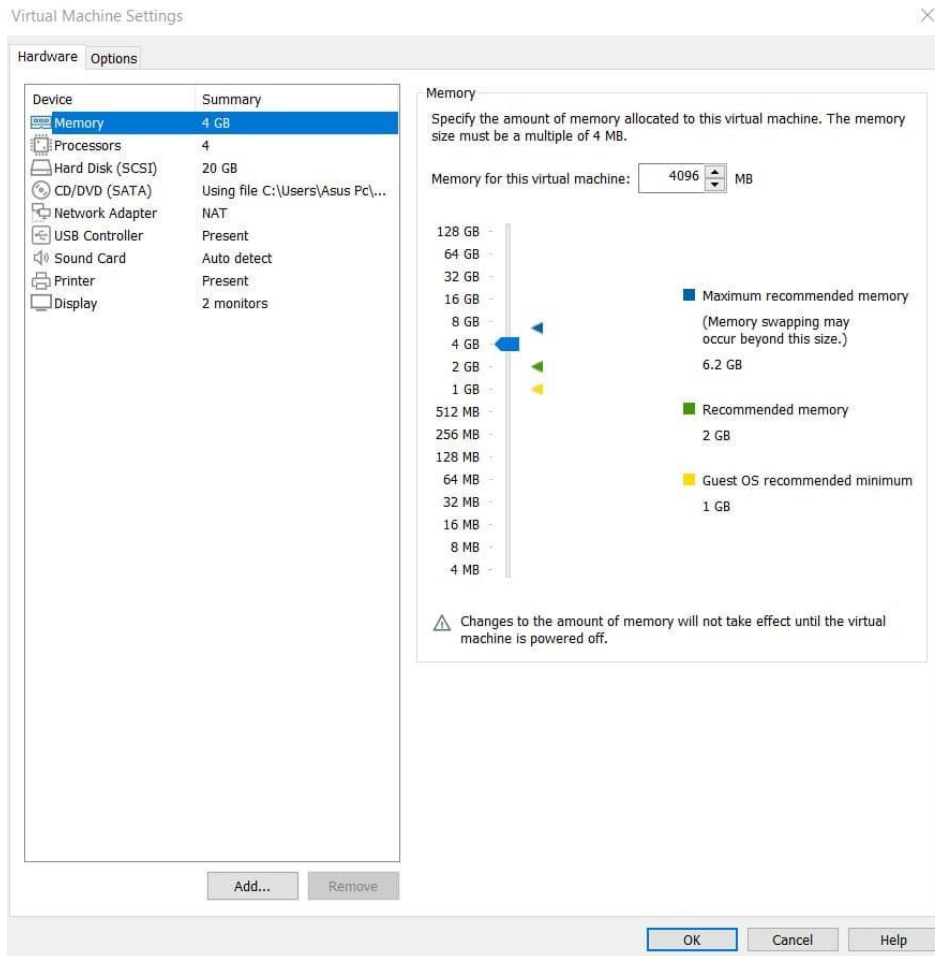 Virtual Machine Settings
Hardware Options
Device Summary
Memory 4 GB
Processors 4
Hard Disk (SCSI) 20 GB
CD/DVD (SATA) Using file C:\Users\Asus Pc\...
Network Adapter NAT
USB Controller Present
Sound Card Auto detect
Printer Present
Display 2 monitors
Add... Remove
Memory
Specify the amount of memory allocated to this virtual machine. The memory
size must be a multiple of 4 MB.
Memory for this virtual machine: 4096 MB
128 GB
64 GB
32 GB
16 GB
8 GB
4 GB
2 GB
1 GB
512 MB
256 MB
128 MB
64 MB
32 MB
16 MB
8 MB
4 MB
Maximum recommended memory
(Memory swapping may
occur beyond this size.)
6.2 GB
Recommended memory
2 GB
Guest OS recommended minimum
1 GB
Changes to the amount of memory will not take effect until the virtual
machine is powered off.
OK Cancel Help